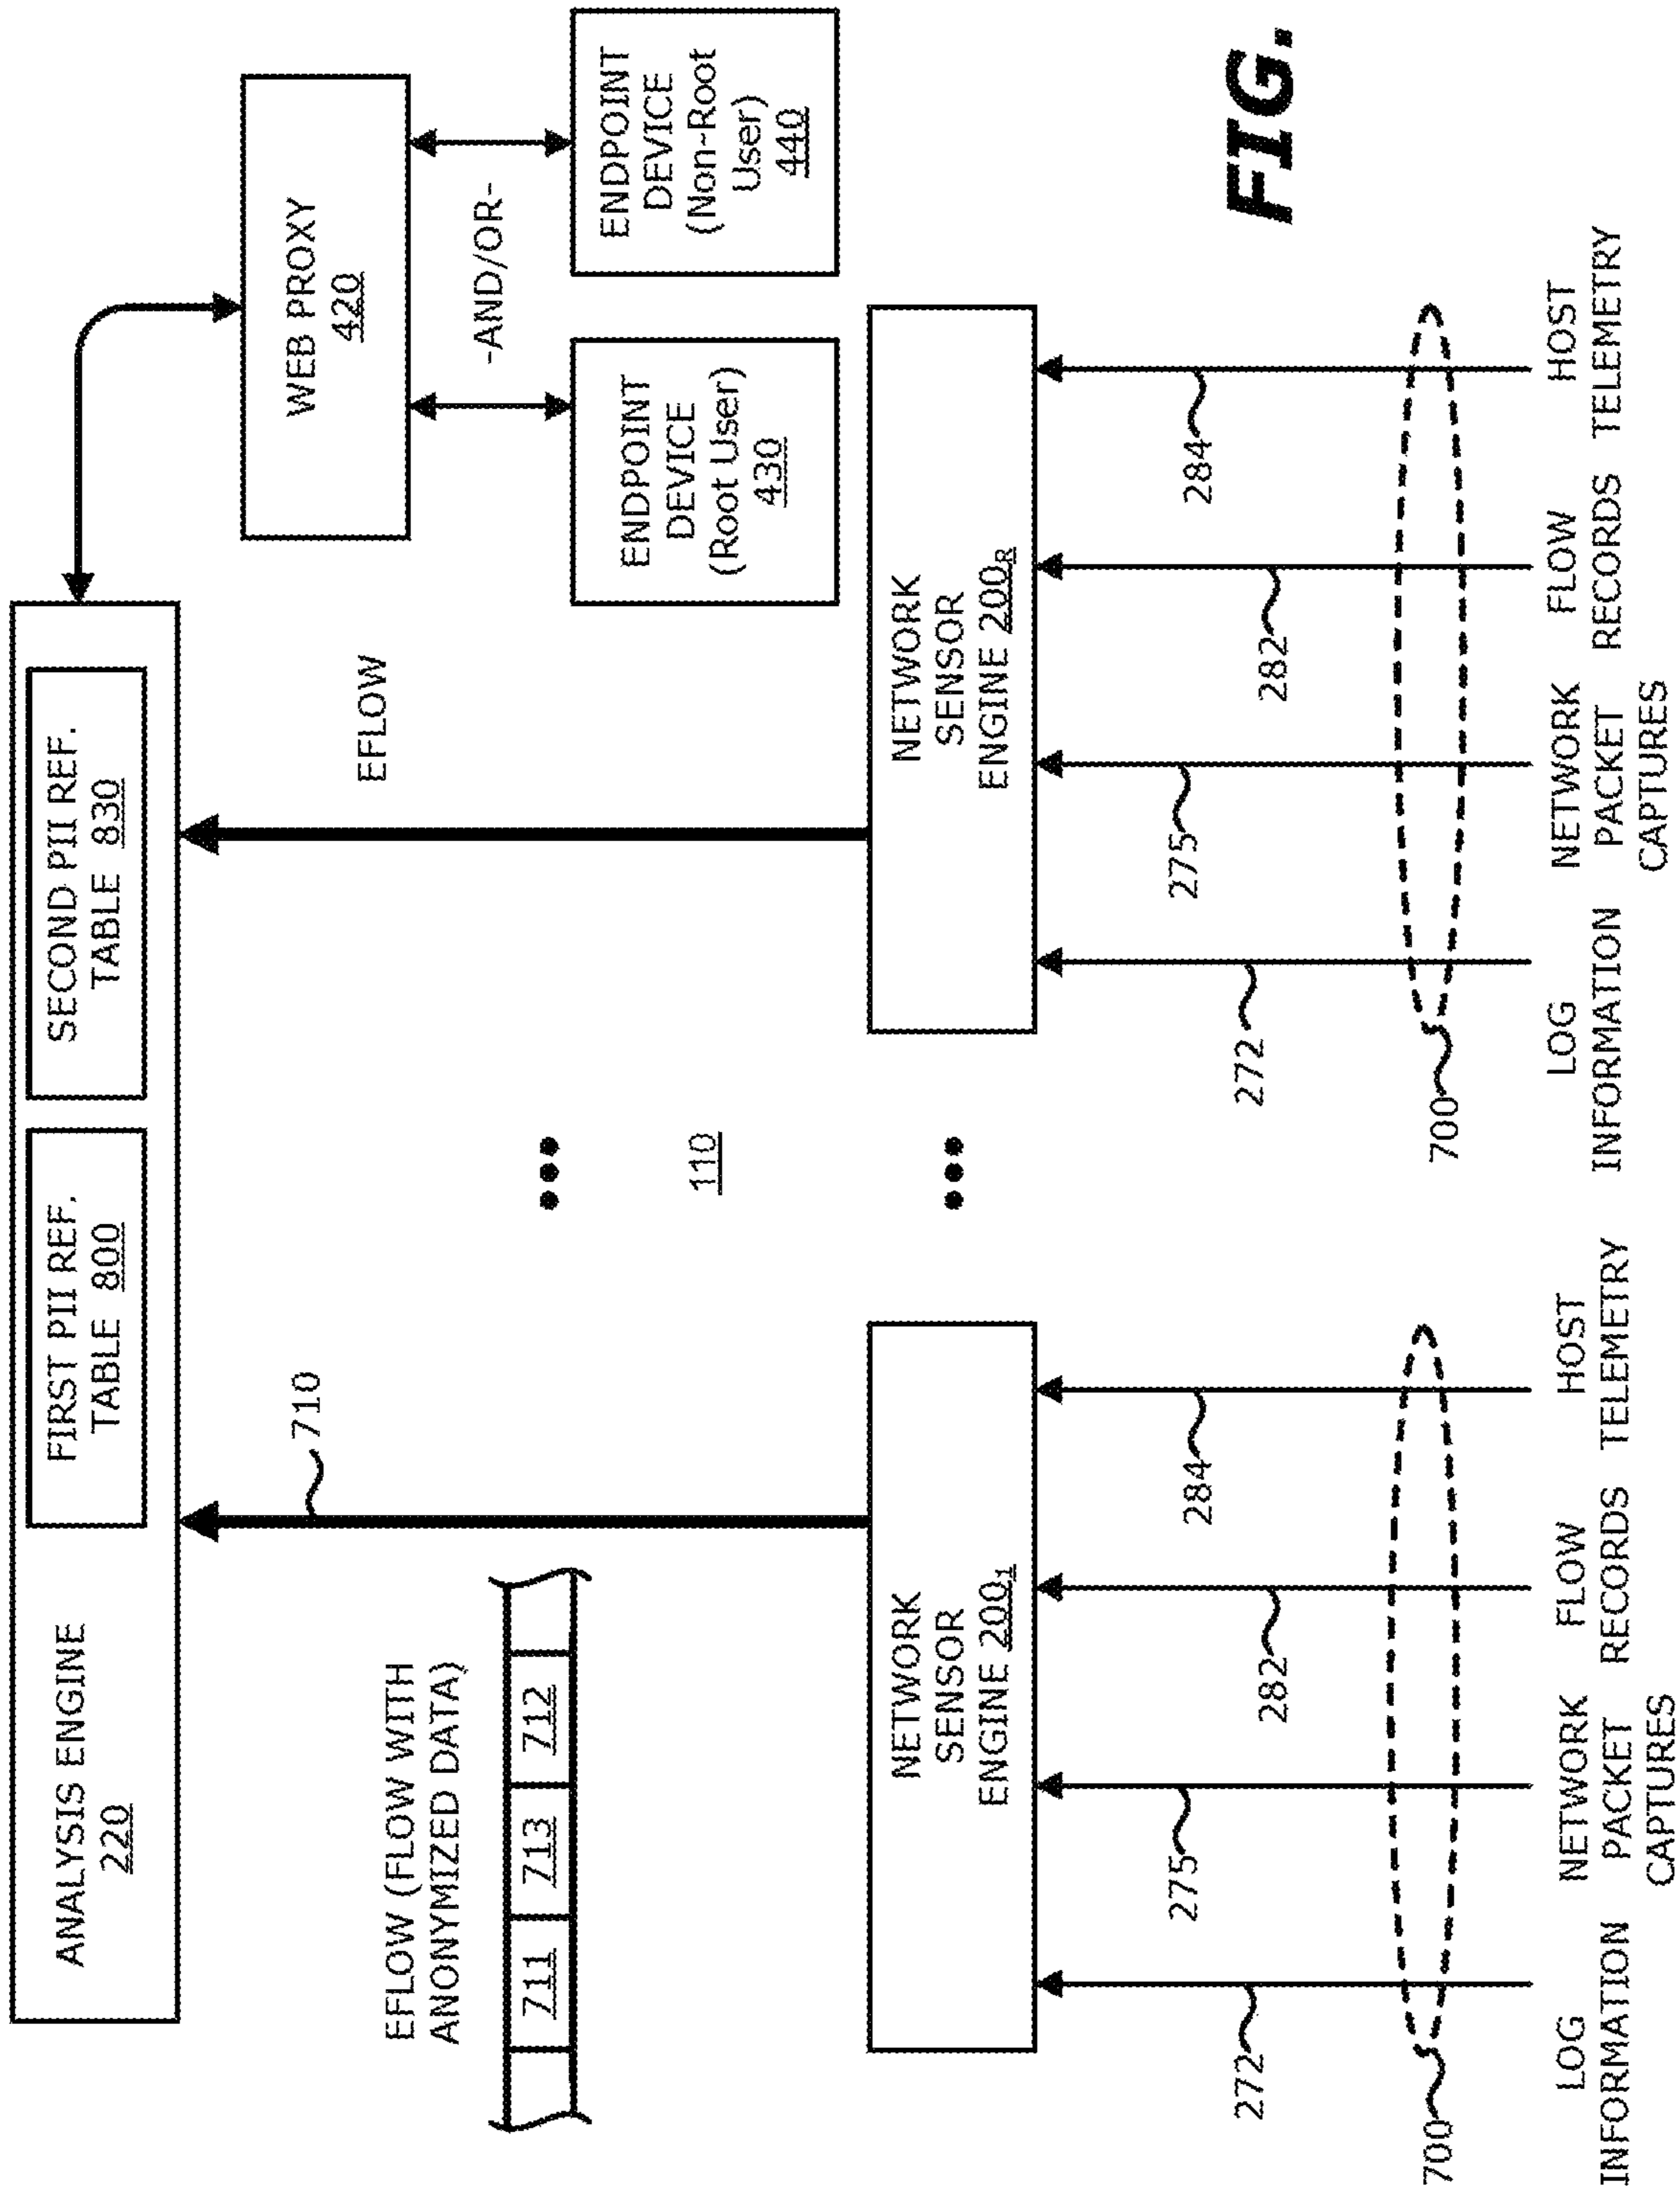 ANALYSIS ENGINE
220
FIRST PII REF.
TABLE 800
SECOND PII REF.
TABLE 830
710
EFLOW
EFLOW (FLOW WITH
ANONYMIZED DATA)
711 713 712
WEB PROXY
420
-AND/OR-
ENDPOINT
DEVICE
(Root User)
430
ENDPOINT
DEVICE
(Non-Root
User)
440
110
NETWORK
SENSOR
ENGINE 200₁
NETWORK
SENSOR
ENGINE 200R
272
275
282
284
700
LOG
INFORMATION
NETWORK
PACKET
CAPTURES
FLOW
RECORDS
HOST
TELEMETRY
272
275
282
284
700
LOG
INFORMATION
NETWORK
PACKET
CAPTURES
FLOW
RECORDS
HOST
TELEMETRY
FIG.